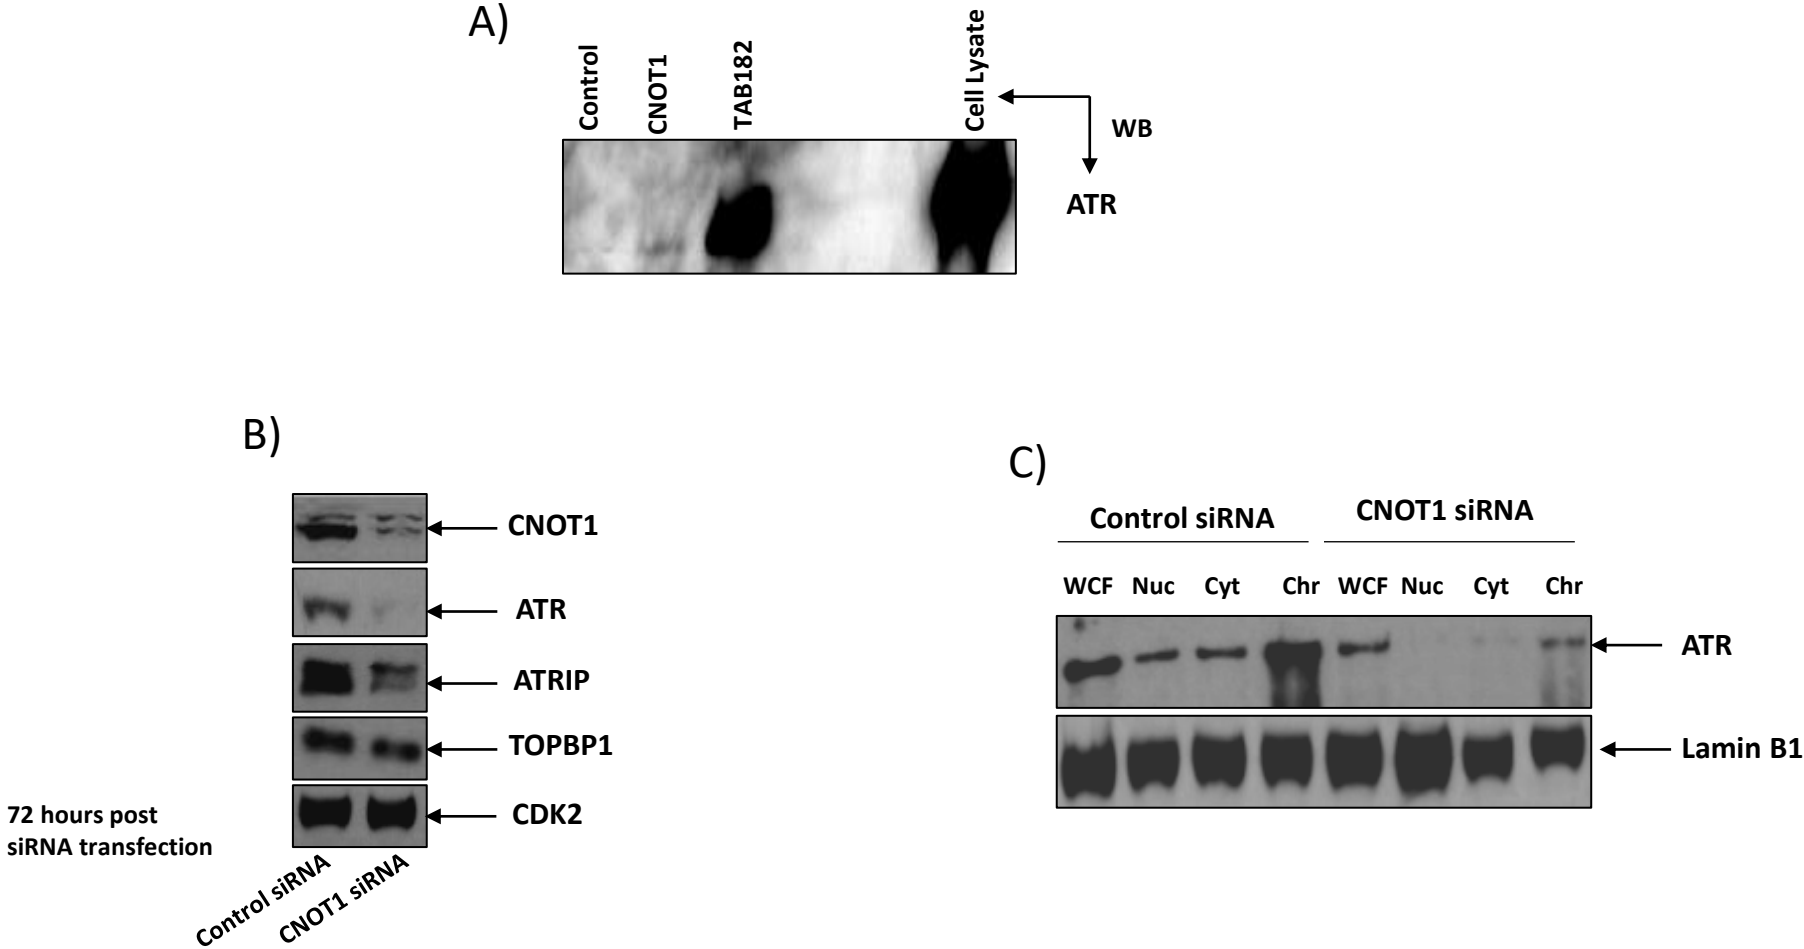 A)
Control
CNOT1
TAB182
Cell Lysate
WB
ATR
B)
CNOT1
ATR
ATRIP
TOPBP1
CDK2
72 hours post
siRNA transfection
Control siRNA
CNOT1 siRNA
C)
Control siRNA
CNOT1 siRNA
WCF Nuc Cyt Chr WCF Nuc Cyt Chr
ATR
Lamin B1